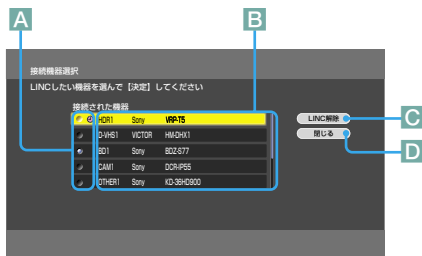 A
B
接続機器選択
LINCしたい機器を選んで【決定】してください
接続された機器
HDR1 Sony VRP-T5
LINC解除
C
D-VHS1 VICTOR HM-DHX1
閉じる
D
BD1 Sony BDZ-S77
CAM1 Sony DCR-IP55
OTHER1 Sony KD-36HD900